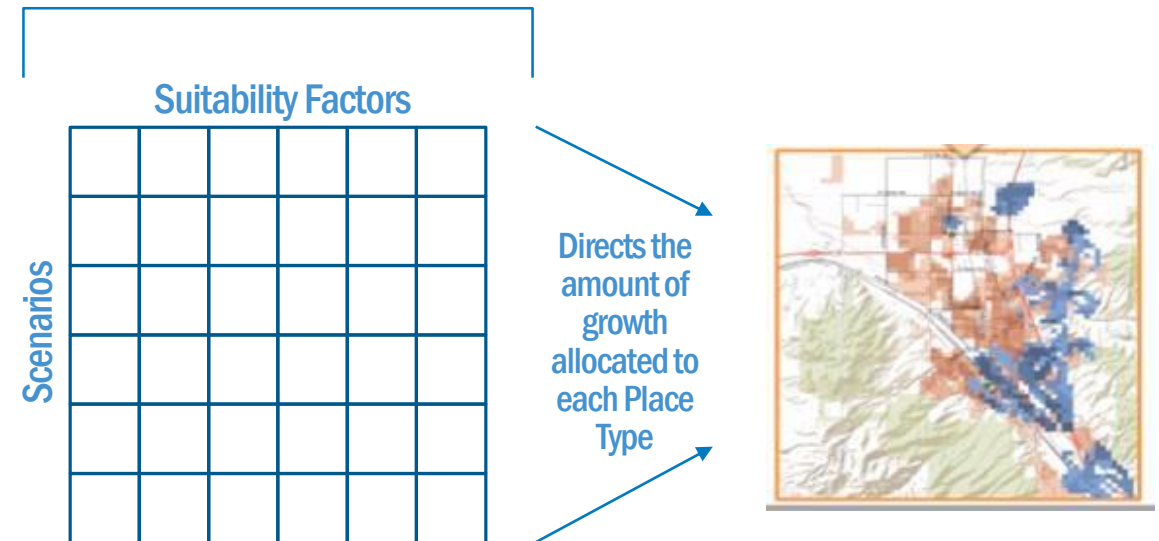 Suitability Factors
Scenarios
Directs the
amount of
growth
allocated to
each Place
Type